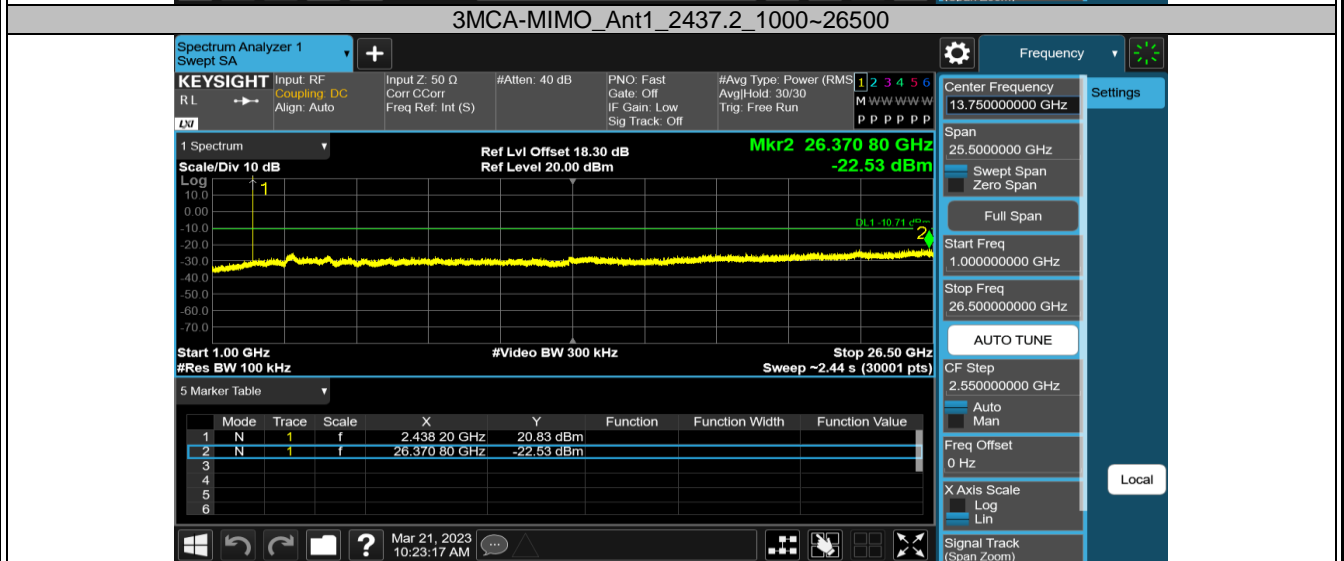 3MCA-MIMO_Ant1_2437.2_1000~26500
Spectrum Analyzer 1
Swept SA
+
Frequency
KEYSIGHT
R L
LXI
Input: RF
Coupling: DC
Align: Auto
Input Z: 50 Ω
Corr CCorr
Freq Ref: Int (S)
#Atten: 40 dB
PNO: Fast
Gate: Off
IF Gain: Low
Sig Track: Off
#Avg Type: Power (RMS
Avg|Hold: 30/30
Trig: Free Run
1 2 3 4 5 6
M W W W W W
P P P P P P
1 Spectrum
Scale/Div 10 dB
Ref Lvl Offset 18.30 dB
Ref Level 20.00 dBm
Mkr2 26.370 80 GHz
-22.53 dBm
Log
1
10.0
0.00
-10.0
-20.0
-30.0
-40.0
-50.0
-60.0
-70.0
DL1 -10.71 dBm
2
Start 1.00 GHz
#Video BW 300 kHz
Stop 26.50 GHz
#Res BW 100 kHz
Sweep ~2.44 s (30001 pts)
5 Marker Table
Mode Trace Scale X Y Function Function Width Function Value
1 N 1 f 2.438 20 GHz 20.83 dBm
2 N 1 f 26.370 80 GHz -22.53 dBm
3
4
5
6
?
Mar 21, 2023
10:23:17 AM
Center Frequency
13.750000000 GHz
Span
25.5000000 GHz
Swept Span
Zero Span
Full Span
Start Freq
1.000000000 GHz
Stop Freq
26.500000000 GHz
AUTO TUNE
CF Step
2.550000000 GHz
Auto
Man
Freq Offset
0 Hz
X Axis Scale
Log
Lin
Signal Track
(Span Zoom)
Settings
Local